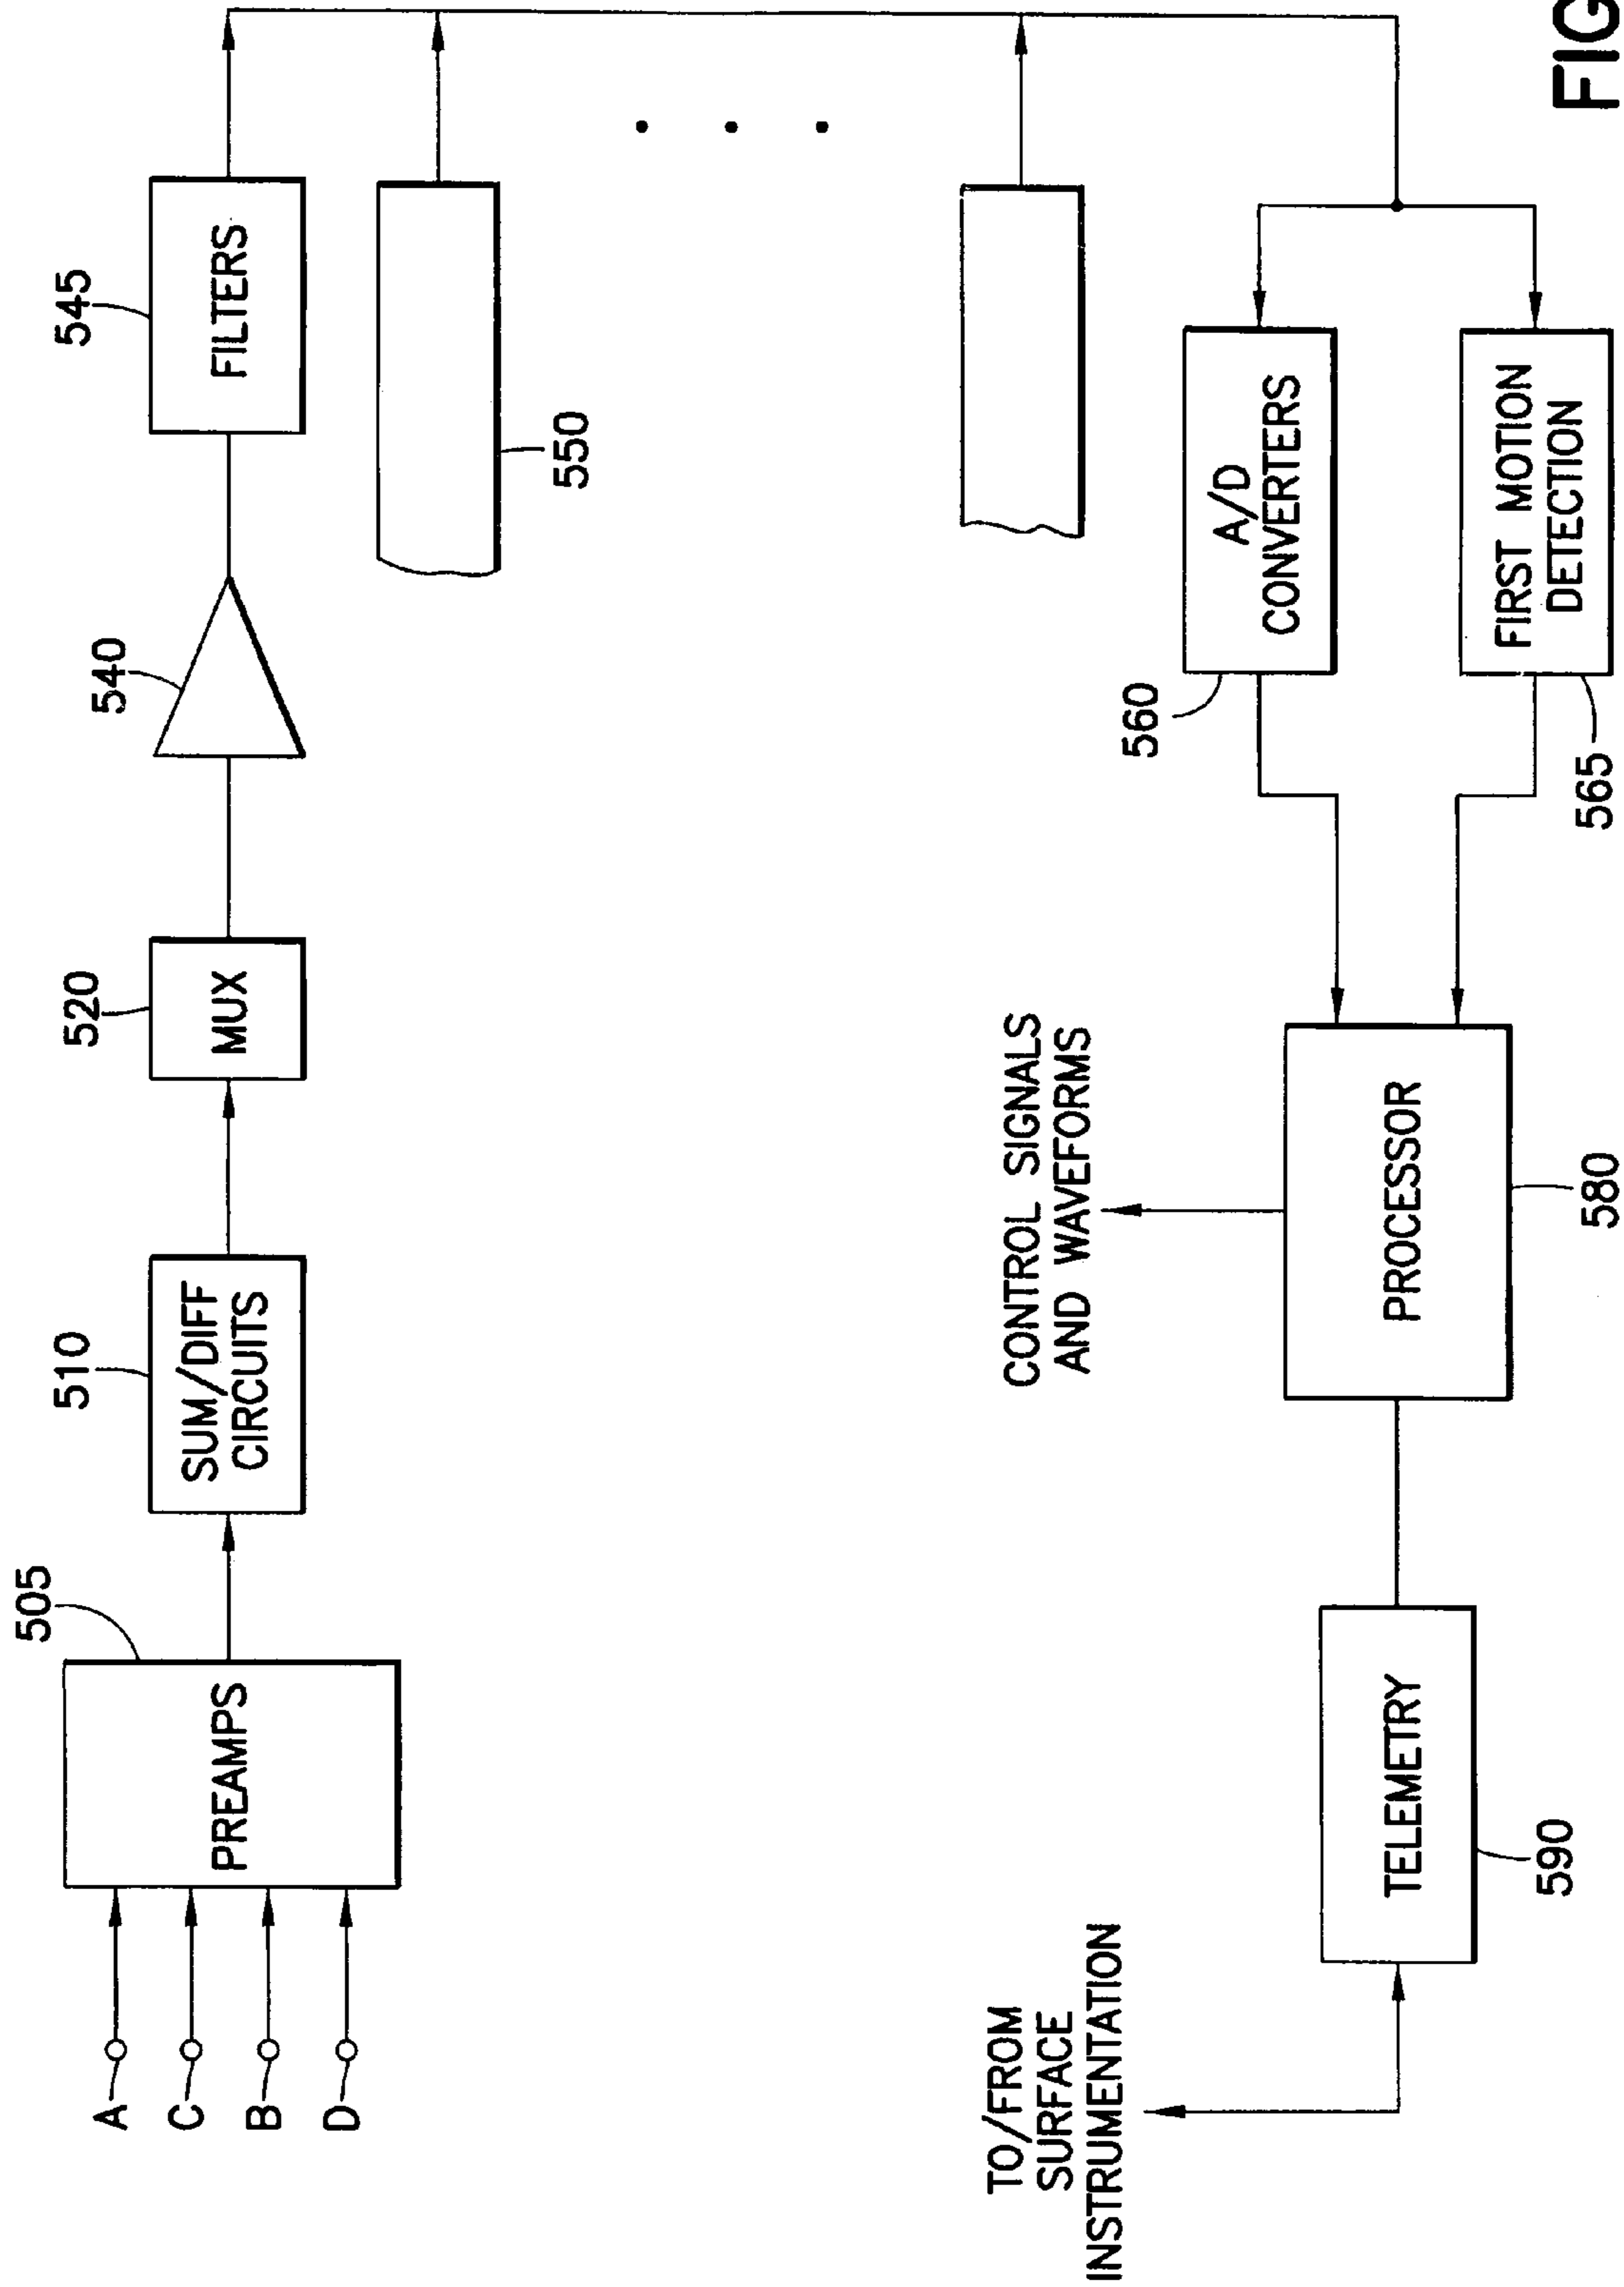 505
510
520
540
545
A
C
B
D
PREAMPS
SUM/DIFF
CIRCUITS
MUX
FILTERS
550
TO/FROM
SURFACE
INSTRUMENTATION
CONTROL SIGNALS
AND WAVEFORMS
560
A/D
CONVERTERS
TELEMETRY
PROCESSOR
FIRST MOTION
DETECTION
590
580
565
FIG